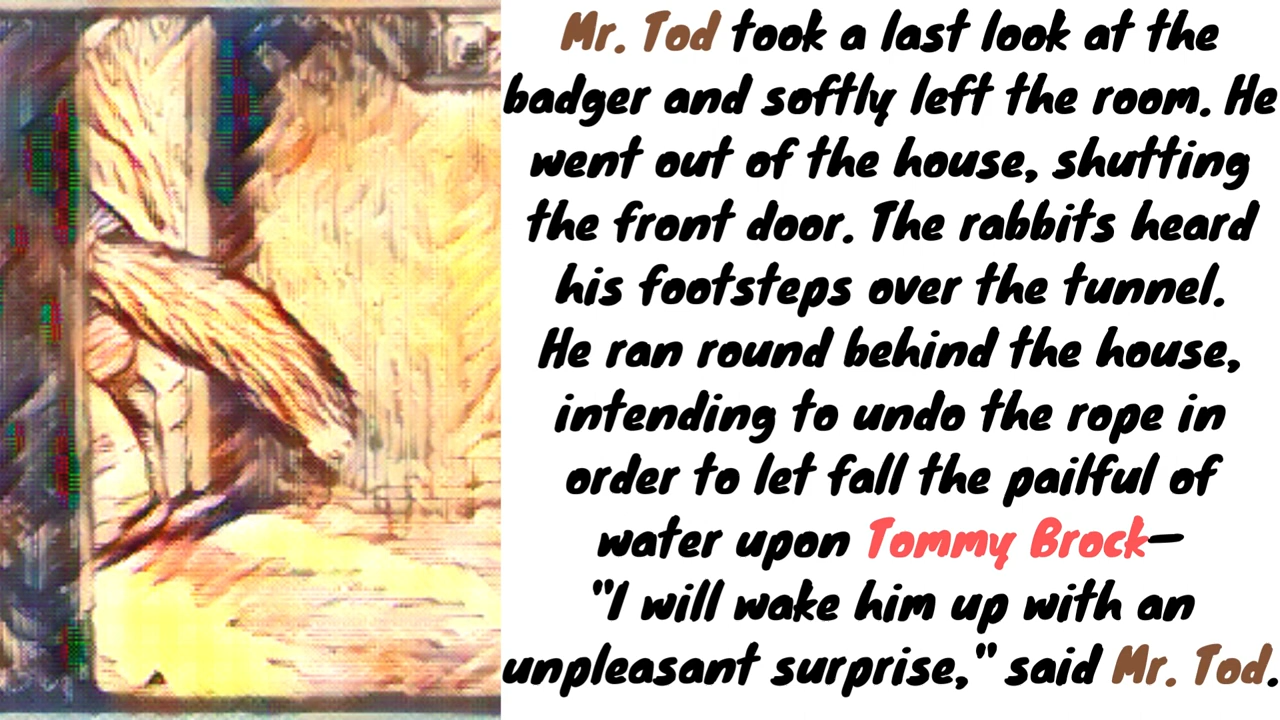 Mr. Tod took a last look at the
badger and softly left the room. He
went out of the house, shutting
the front door. The rabbits heard
his footsteps over the tunnel.
He ran round behind the house,
intending to undo the rope in
order to let fall the pailful of
water upon Tommy Brock—
"I will wake him up with an
unpleasant surprise," said Mr. Tod.